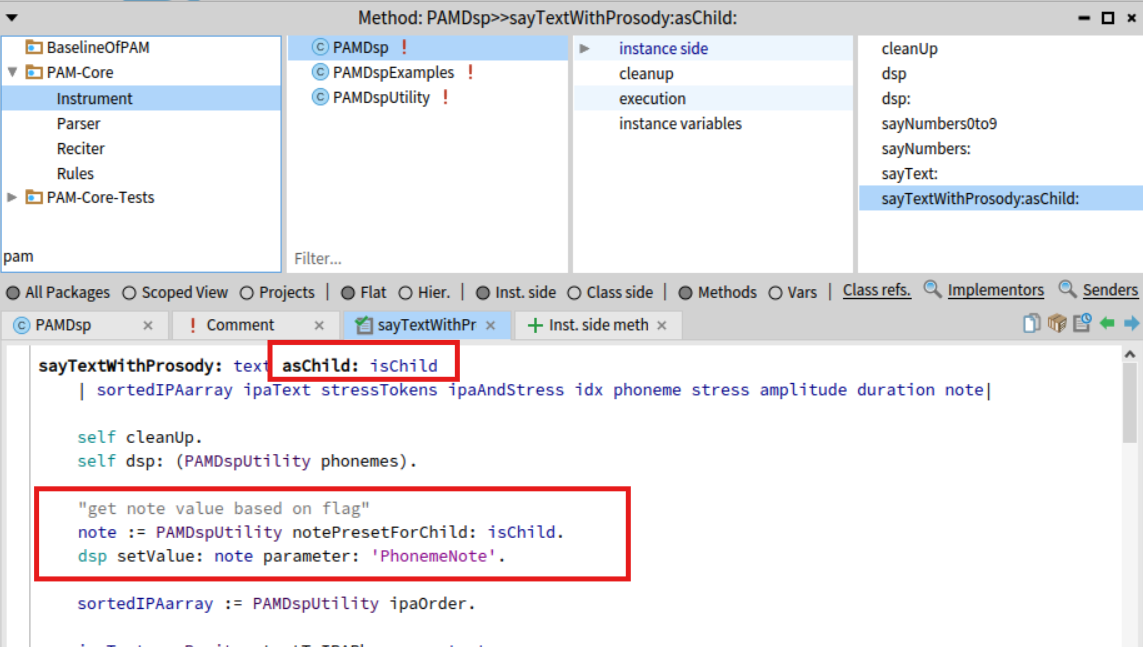 Method: PAMDsp>>sayTextWithProsody:asChild:
BaselineOfPAM
PAM-Core
Instrument
Parser
Reciter
Rules
PAM-Core-Tests
pam
PAMDsp !
PAMDspExamples !
PAMDspUtility !
Filter...
instance side
cleanup
execution
instance variables
cleanUp
dsp
dsp:
sayNumbers0to9
sayNumbers:
sayText:
sayTextWithProsody:asChild:
All Packages Scoped View Projects | Flat Hier. | Inst. side Class side | Methods Vars | Class refs. Implementors Senders
PAMDsp × ! Comment × sayTextWithPr × + Inst. side meth ×
sayTextWithProsody: text asChild: isChild
| sortedIPAarray ipaText stressTokens ipaAndStress idx phoneme stress amplitude duration note|
self cleanUp.
self dsp: (PAMDspUtility phonemes).
"get note value based on flag"
note := PAMDspUtility notePresetForChild: isChild.
dsp setValue: note parameter: 'PhonemeNote'.
sortedIPAarray := PAMDspUtility ipaOrder.